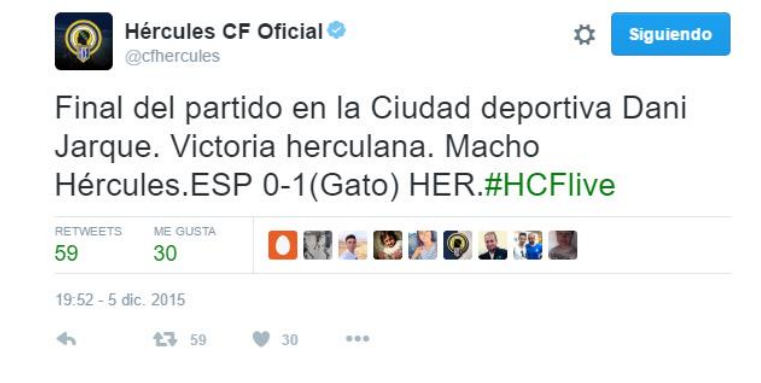 Hércules CF Oficial
@cfhercules
Siguiendo
Final del partido en la Ciudad deportiva Dani
Jarque. Victoria herculana. Macho
Hércules.ESP 0-1(Gato) HER.#HCFlive
RETWEETS ME GUSTA
59 30
19:52 - 5 dic. 2015
59 30